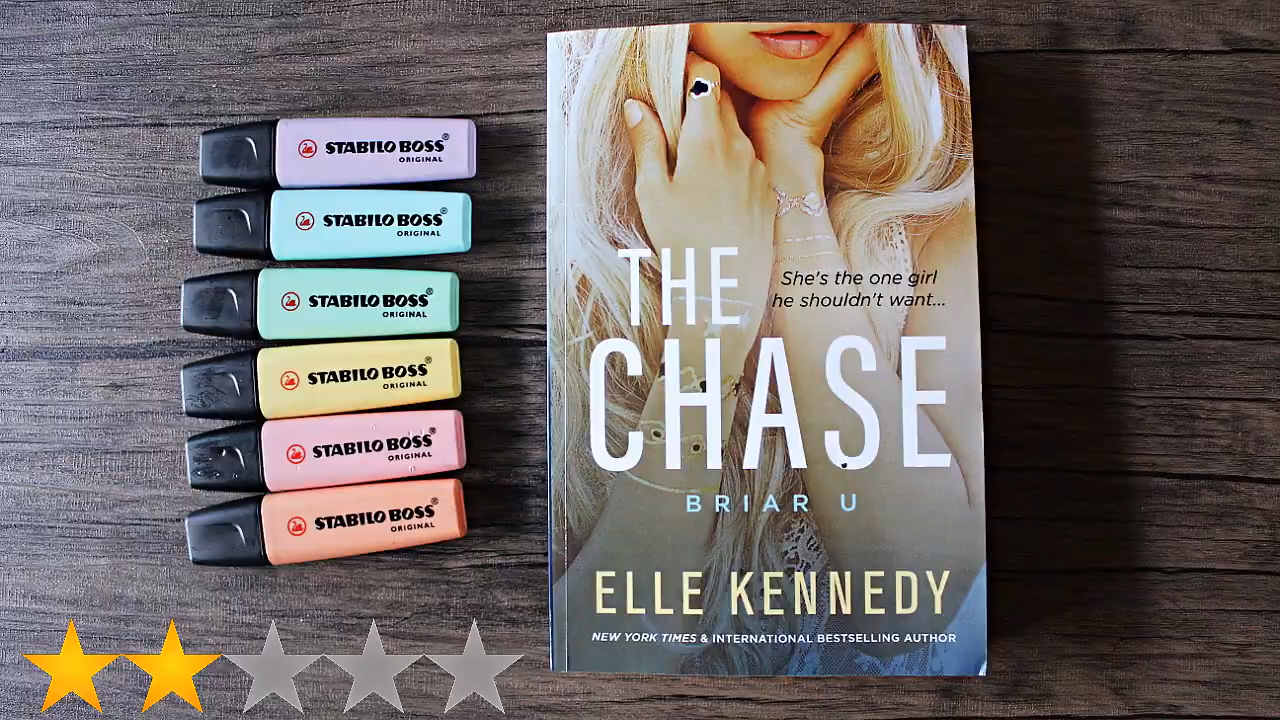 STABILO BOSS®
ORIGINAL
STABILO BOSS®
ORIGINAL
STABILO BOSS®
ORIGINAL
STABILO BOSS®
ORIGINAL
STABILO BOSS®
ORIGINAL
STABILO BOSS®
ORIGINAL
THE
She's the one girl
he shouldn't want...
CHASE
BRIAR U
ELLE KENNEDY
NEW YORK TIMES & INTERNATIONAL BESTSELLING AUTHOR